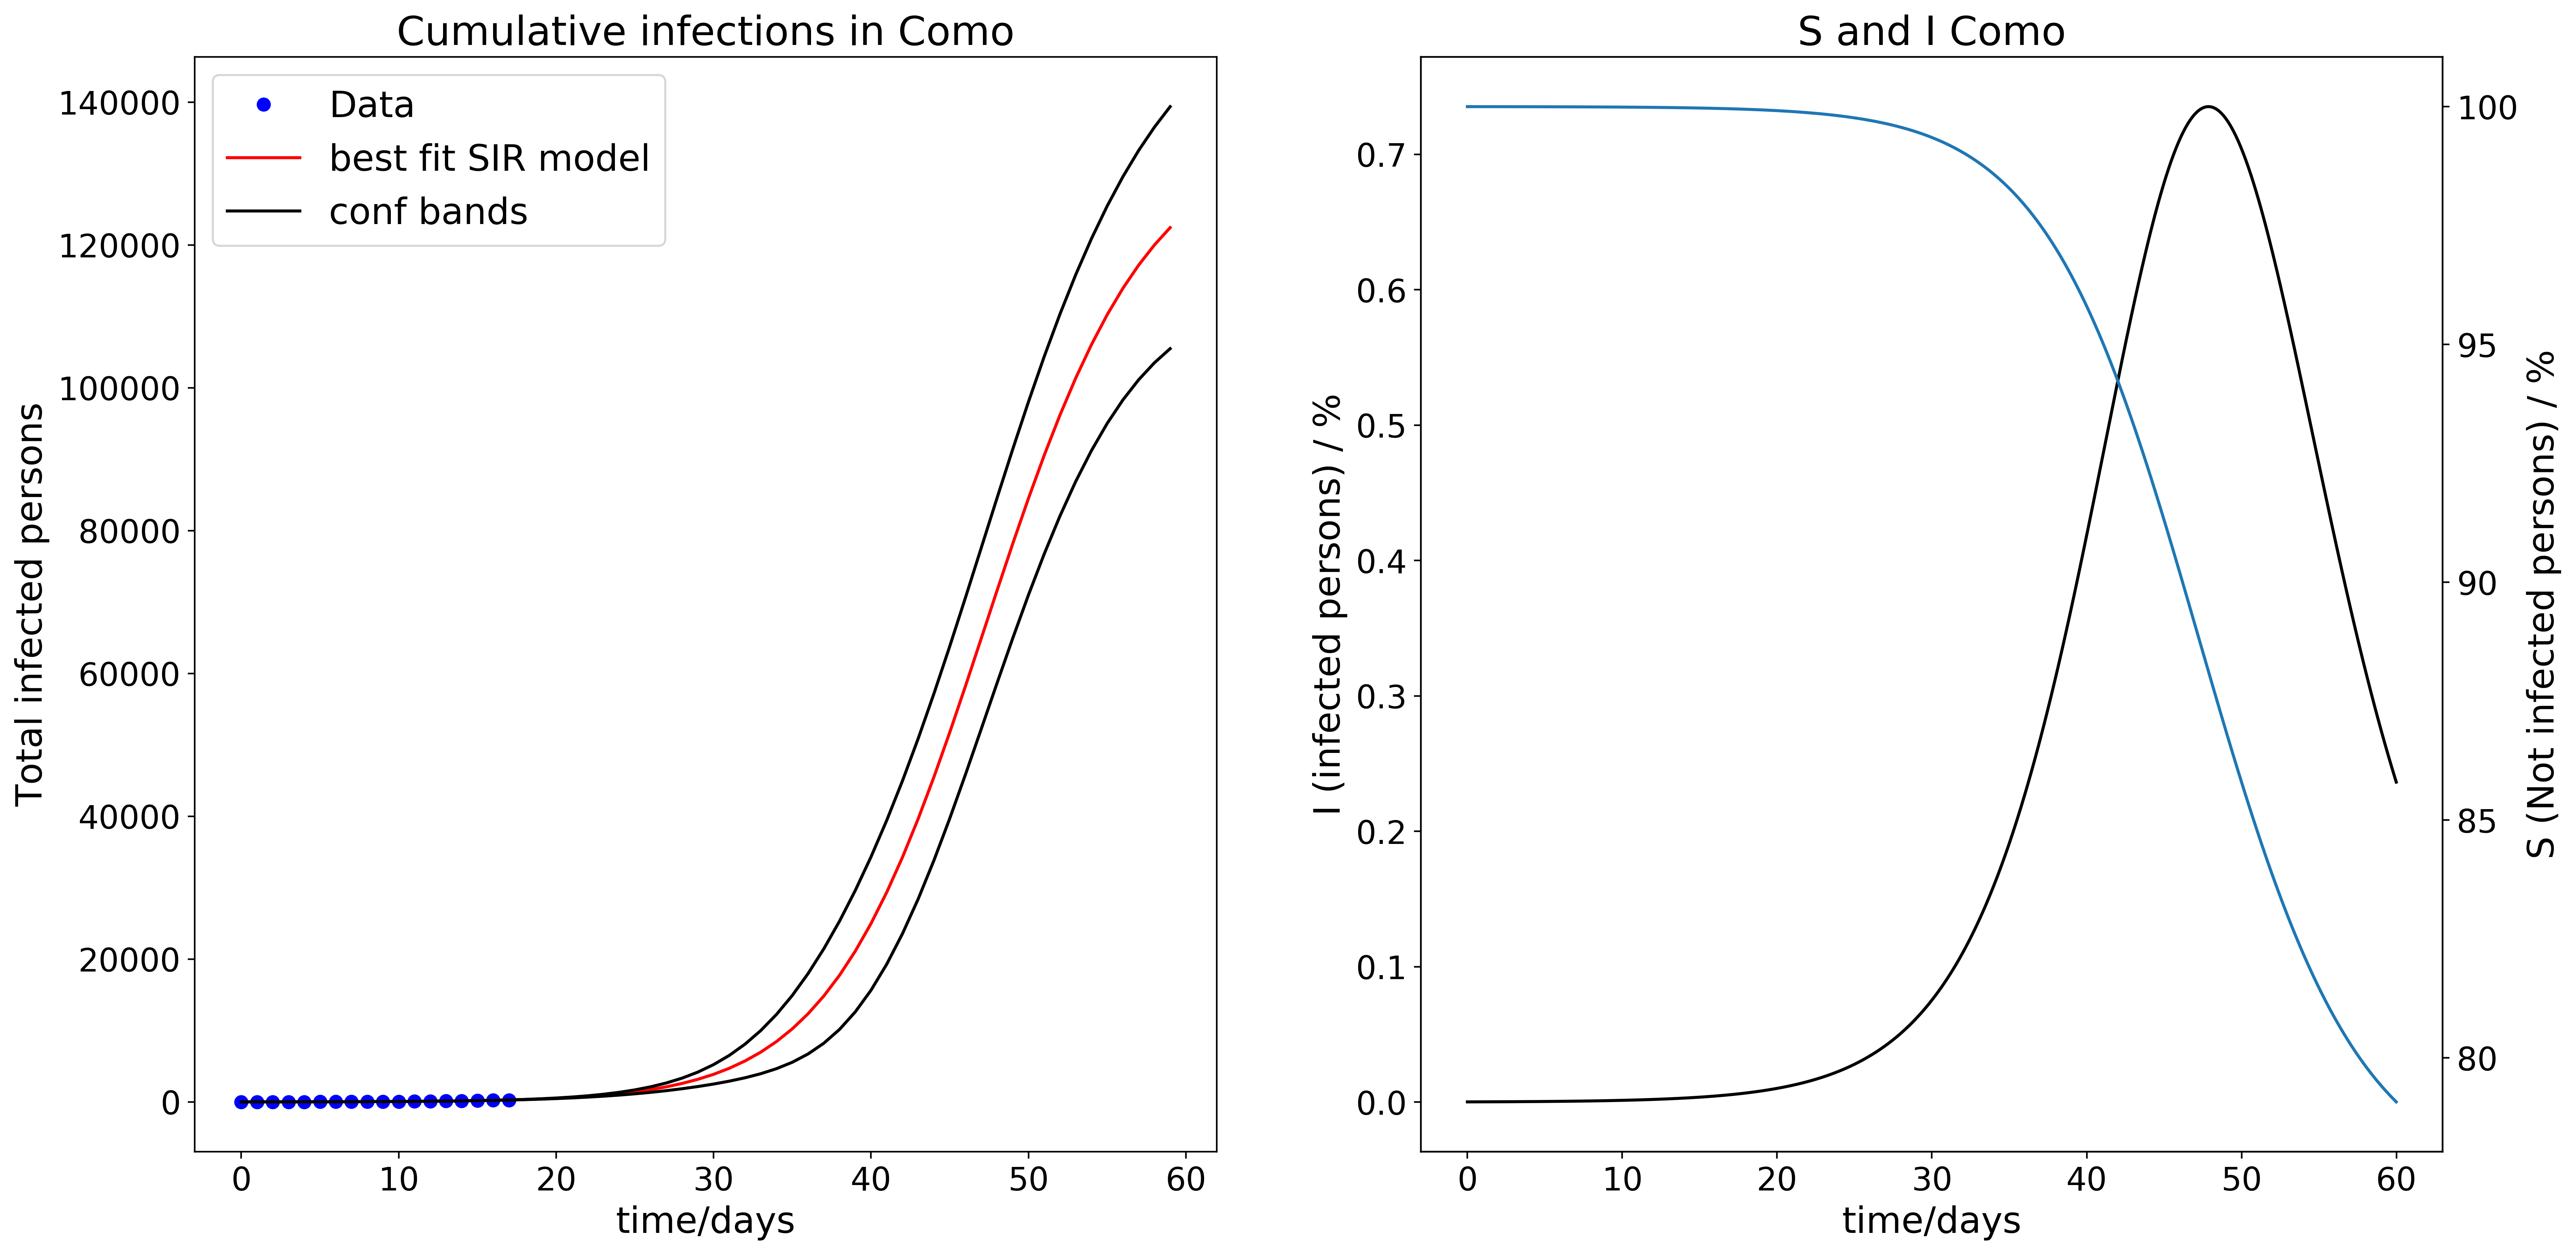 Cumulative infections in Como
Data
best fit SIR model
conf bands
Total infected persons
140000
120000
100000
80000
60000
40000
20000
0
0 10 20 30 40 50 60
time/days
S and I Como
I (infected persons) / %
0.7
0.6
0.5
0.4
0.3
0.2
0.1
0.0
0 10 20 30 40 50 60
time/days
100
95
90
85
80
S (Not infected persons) / %